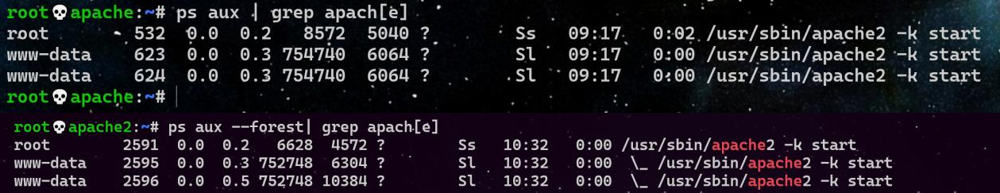 root💀apache:~# ps aux | grep apach[e]
root         532  0.0  0.2   8572  5040 ?        Ss   09:17   0:02 /usr/sbin/apache2 -k start
www-data     623  0.0  0.3 754740  6064 ?        Sl   09:17   0:00 /usr/sbin/apache2 -k start
www-data     624  0.0  0.3 754740  6064 ?        Sl   09:17   0:00 /usr/sbin/apache2 -k start
root💀apache:~#
root💀apache2:~# ps aux --forest| grep apach[e]
root        2591  0.0  0.2   6628  4572 ?        Ss   10:32   0:00 /usr/sbin/apache2 -k start
www-data    2595  0.0  0.3 752748  6304 ?        Sl   10:32   0:00  \_ /usr/sbin/apache2 -k start
www-data    2596  0.0  0.5 752748 10384 ?        Sl   10:32   0:00  \_ /usr/sbin/apache2 -k start